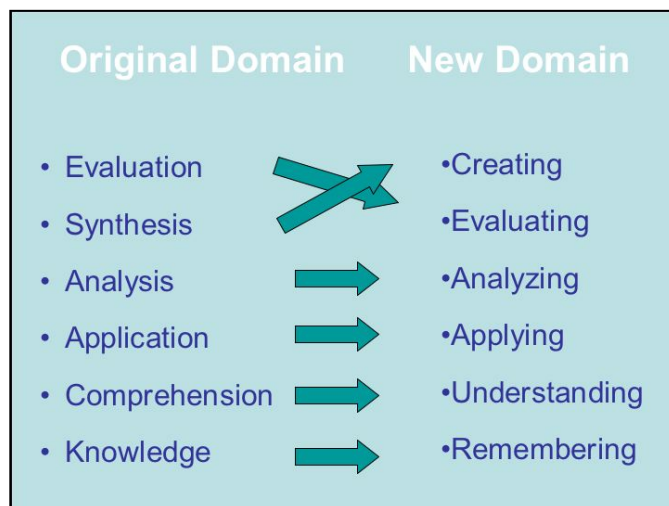 Original Domain
New Domain
• Evaluation
• Synthesis
• Analysis
• Application
• Comprehension
• Knowledge
•Creating
•Evaluating
•Analyzing
•Applying
•Understanding
•Remembering